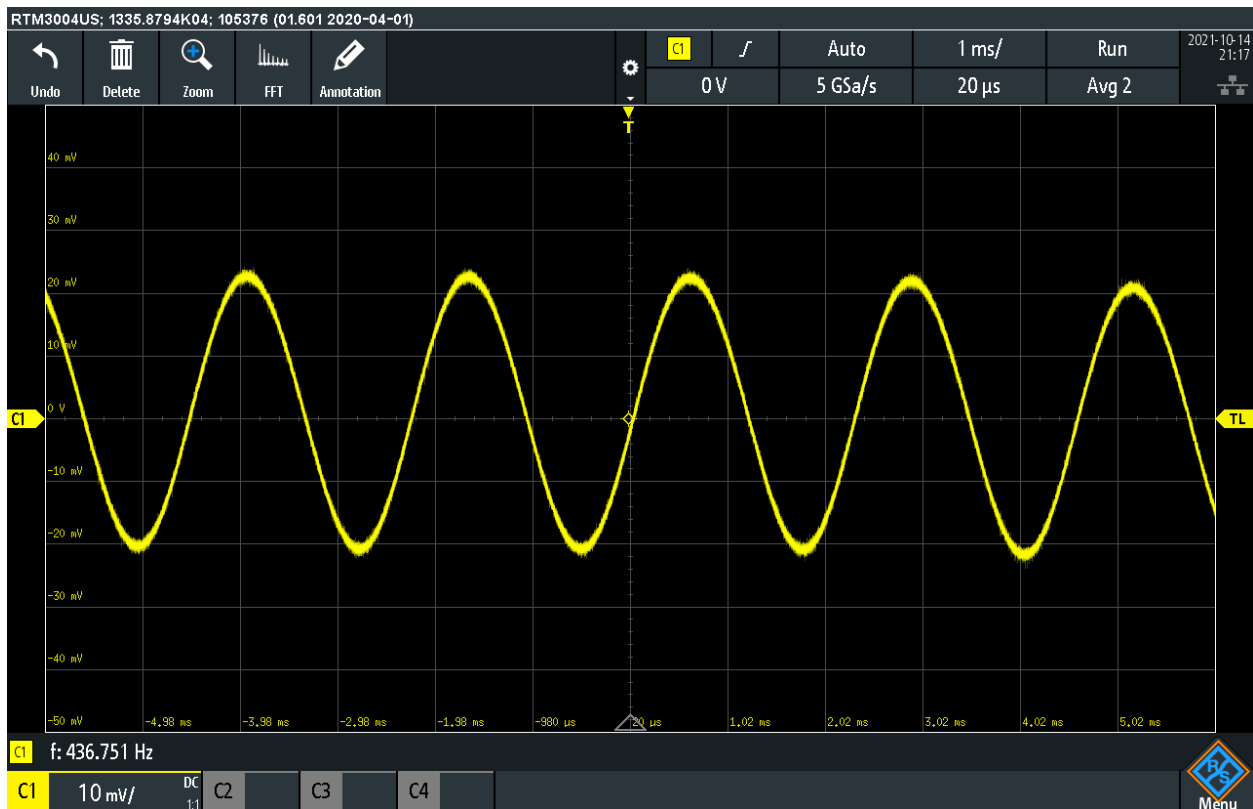 RTM3004US; 1335.8794K04; 105376 (01.601 2020-04-01)
Undo Delete Zoom FFT Annotation
C1 Auto 1 ms/ Run
0 V 5 GSa/s 20 µs Avg 2
2021-10-14
21:17
T
40 mV
30 mV
20 mV
10 mV
0 V
C1 TL
-10 mV
-20 mV
-30 mV
-40 mV
-50 mV -4.98 ms -3.98 ms -2.98 ms -1.98 ms -980 µs 20 µs 1.02 ms 2.02 ms 3.02 ms 4.02 ms 5.02 ms
C1 f: 436.751 Hz
C1 10 mV/ DC 1:1 C2 C3 C4
R/S
Menu